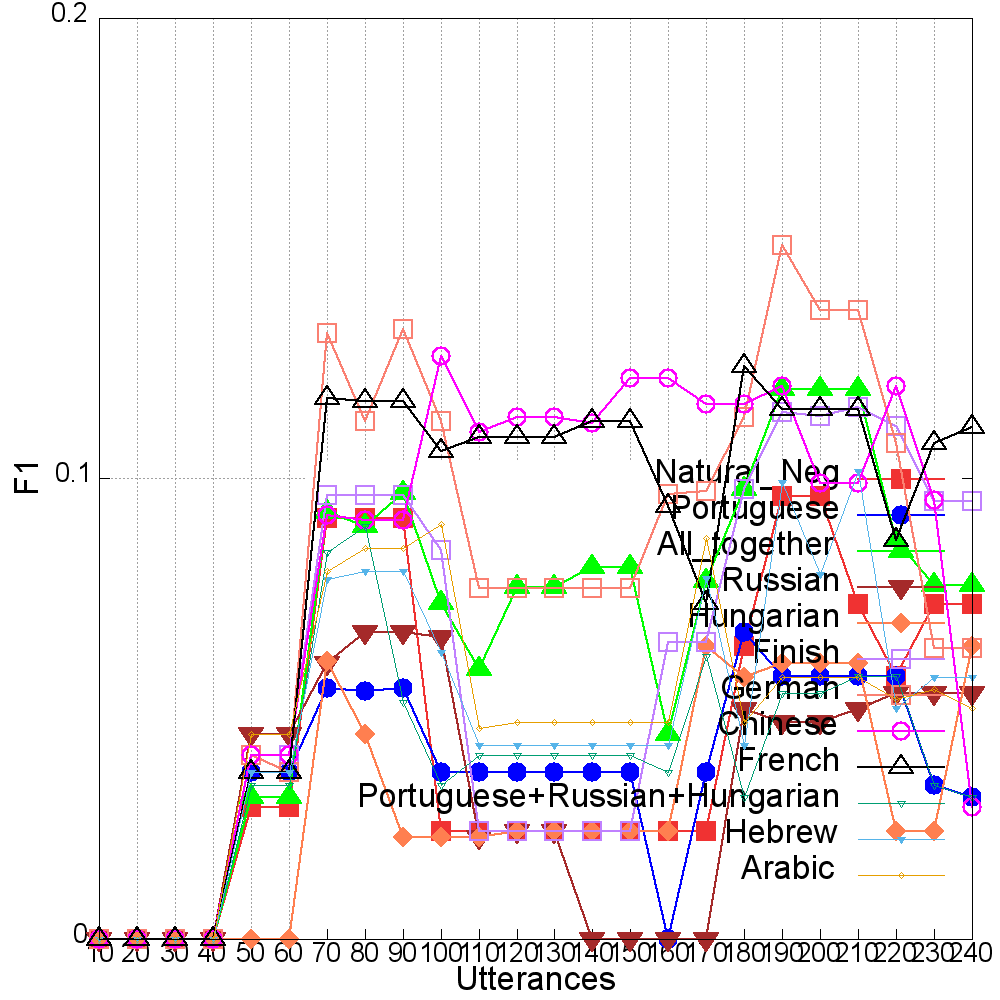 0.2
F1
0.1
Natural_Neg
Portuguese
All_together
Russian
Hungarian
Finish
German
Chinese
French
Portuguese+Russian+Hungarian
Hebrew
Arabic
0
10 20 30 40 50 60 70 80 90 100 110 120 130 140 150 160 170 180 190 200 210 220 230 240
Utterances